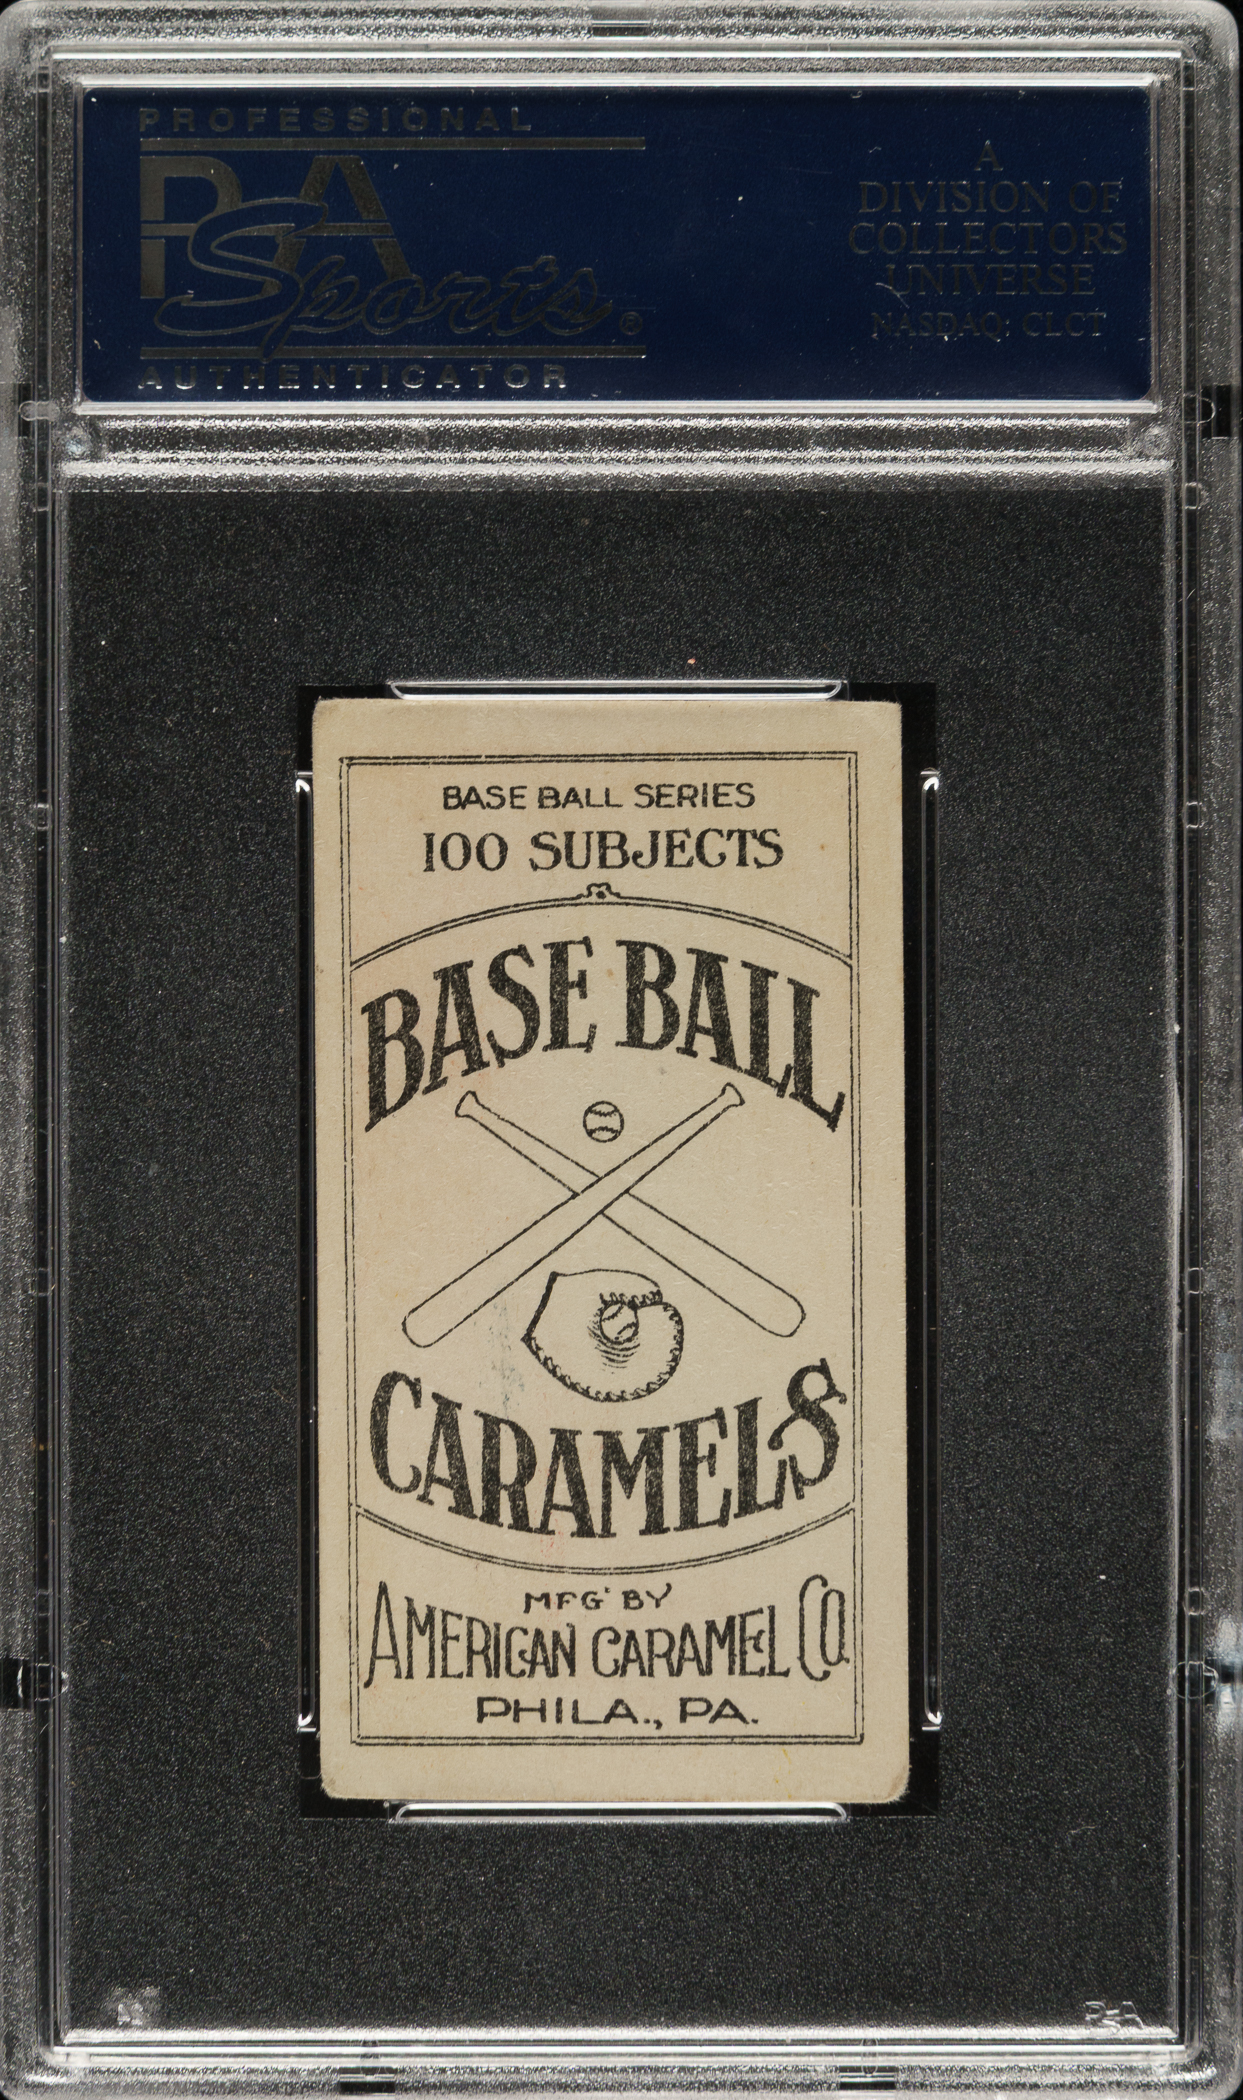 PROFESSIONAL
PSA
Sports®
AUTHENTICATOR
A
DIVISION OF
COLLECTORS
UNIVERSE
NASDAQ: CLCT
BASE BALL SERIES
100 SUBJECTS
BASE BALL
CARAMELS
MFG' BY
AMERICAN CARAMEL CO.
PHILA., PA.
PSA